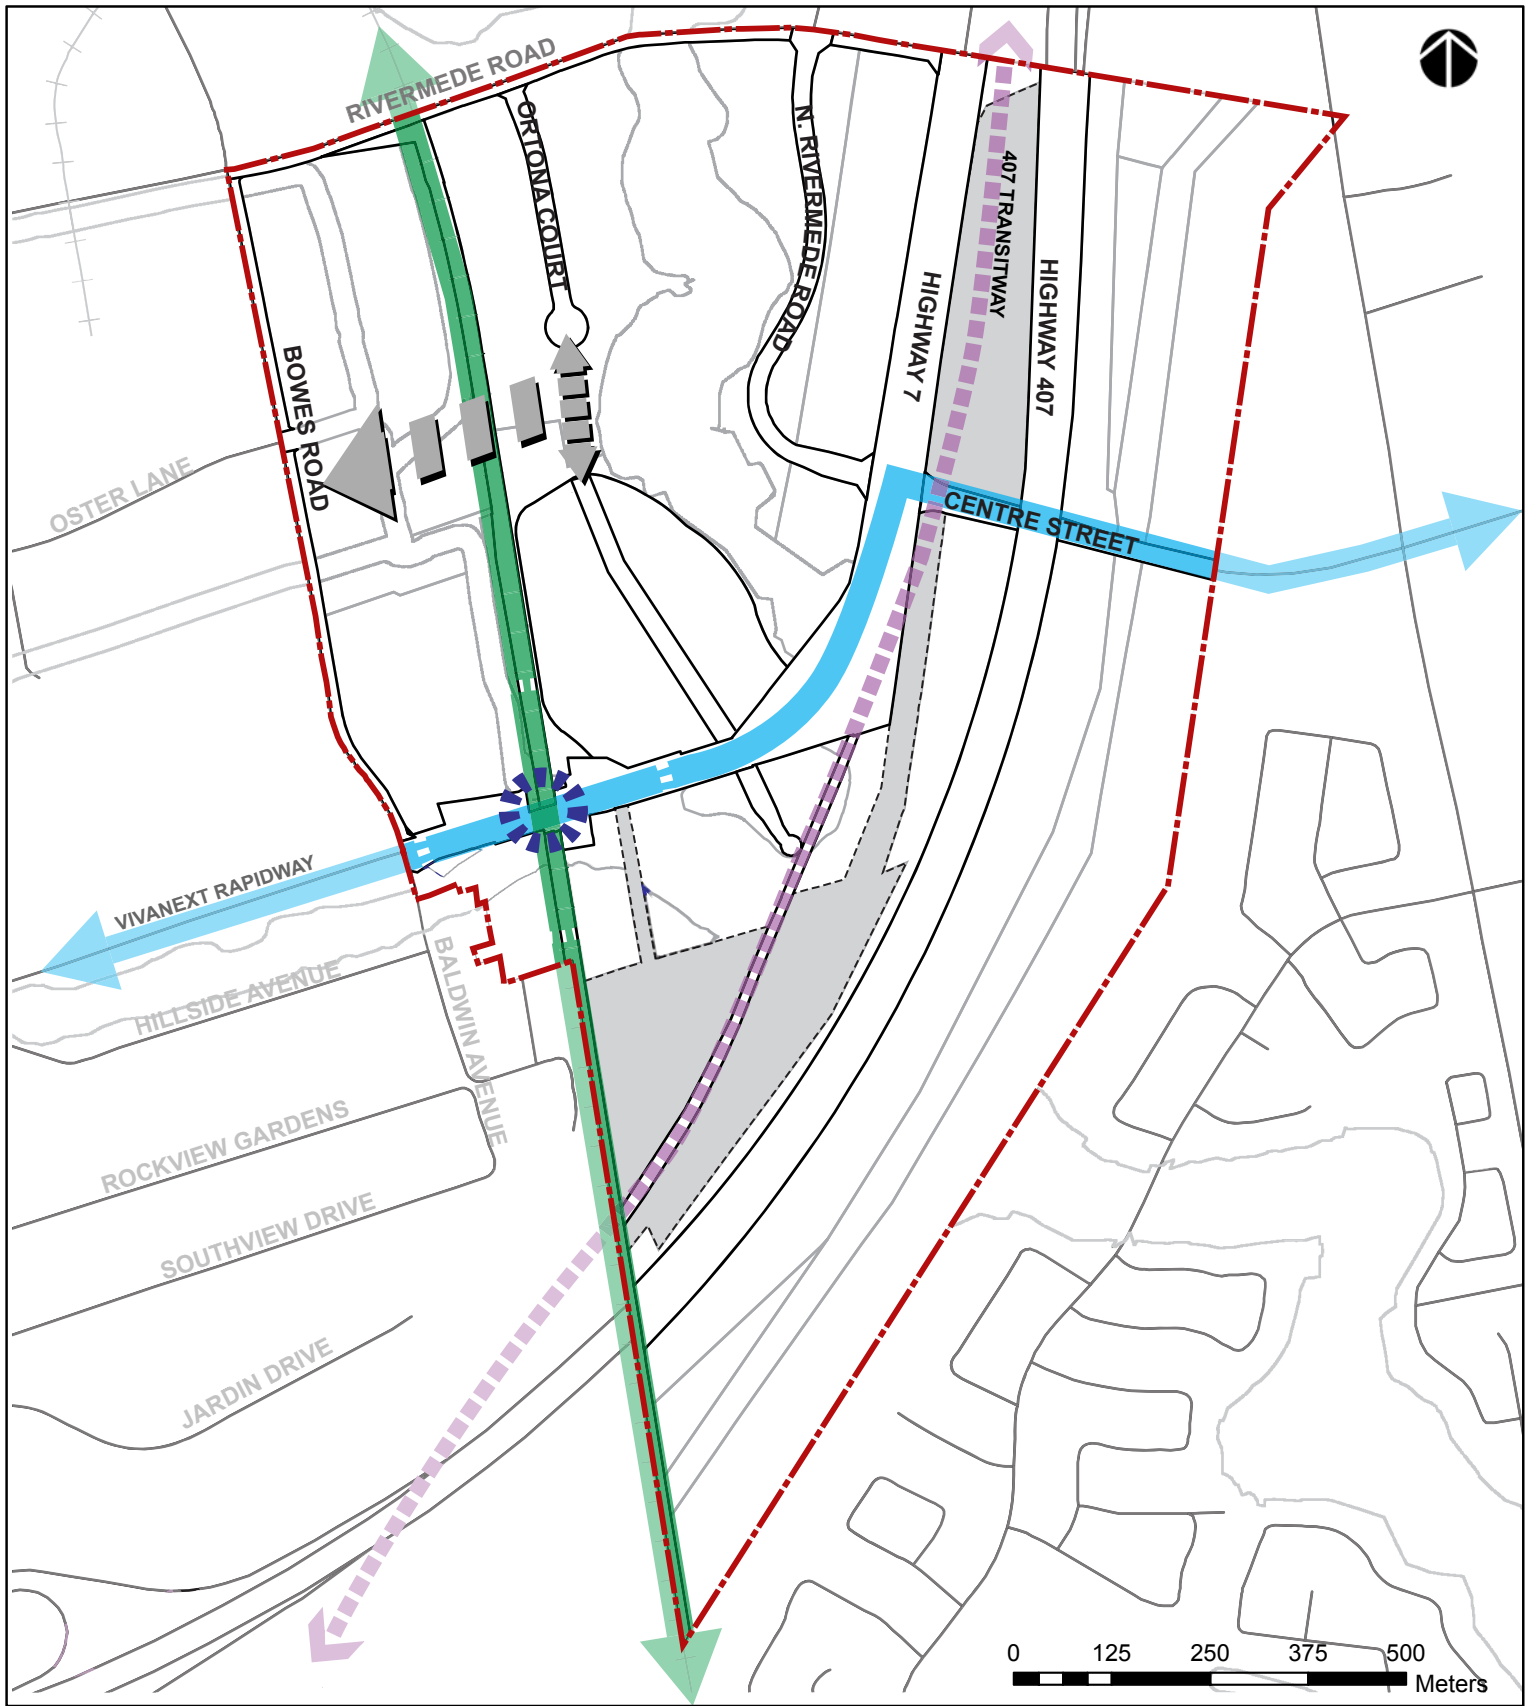 RIVERMEDE ROAD
ORTONA COURT
N. RIVERMEDE ROAD
407 TRANSITWAY
HIGHWAY 7
HIGHWAY 407
BOWES ROAD
OSTER LANE
CENTRE STREET
VIVANEXT RAPIDWAY
HILLSIDE AVENUE
BALDWIN AVENUE
ROCKVIEW GARDENS
SOUTHVIEW DRIVE
JARDIN DRIVE
0 125 250 375 500
Meters